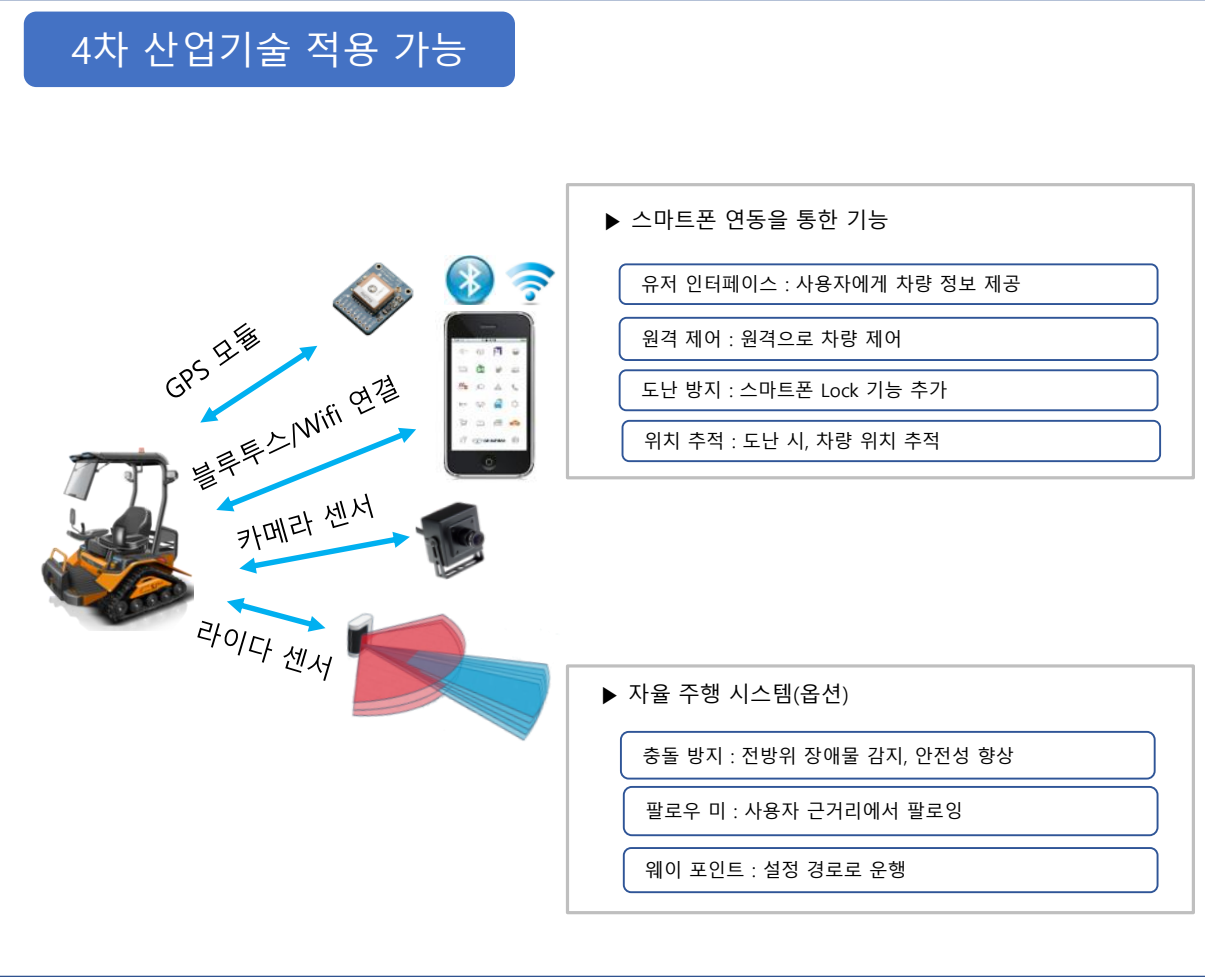 4차 산업기술 적용 가능
▶ 스마트폰 연동을 통한 기능
유저 인터페이스 : 사용자에게 차량 정보 제공
원격 제어 : 원격으로 차량 제어
도난 방지 : 스마트폰 Lock 기능 추가
위치 추적 : 도난 시, 차량 위치 추적
GPS 모듈
블루투스/Wifi 연결
카메라 센서
라이다 센서
▶ 자율 주행 시스템(옵션)
충돌 방지 : 전방위 장애물 감지, 안전성 향상
팔로우 미 : 사용자 근거리에서 팔로잉
웨이 포인트 : 설정 경로로 운행